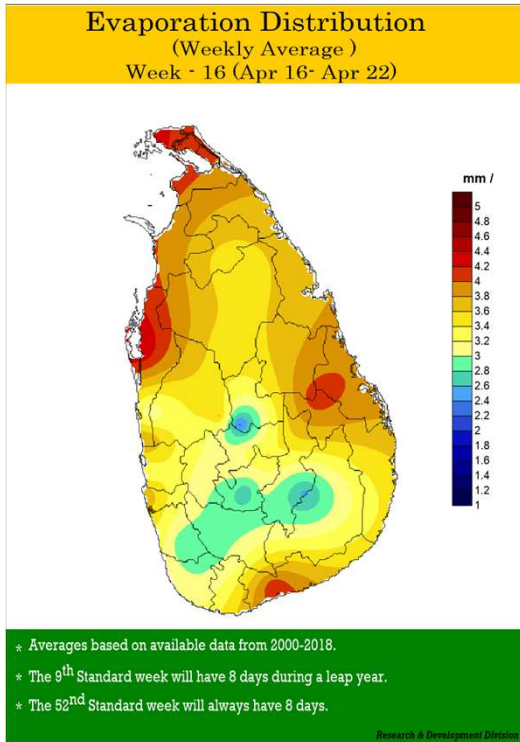 Evaporation Distribution
(Weekly Average )
Week - 16 (Apr 16- Apr 22)
mm /
5
4.8
4.6
4.4
4.2
4
3.8
3.6
3.4
3.2
3
2.8
2.6
2.4
2.2
2
1.8
1.6
1.4
1.2
1
* Averages based on available data from 2000-2018.
* The 9th Standard week will have 8 days during a leap year.
* The 52nd Standard week will always have 8 days.
Research & Development Division